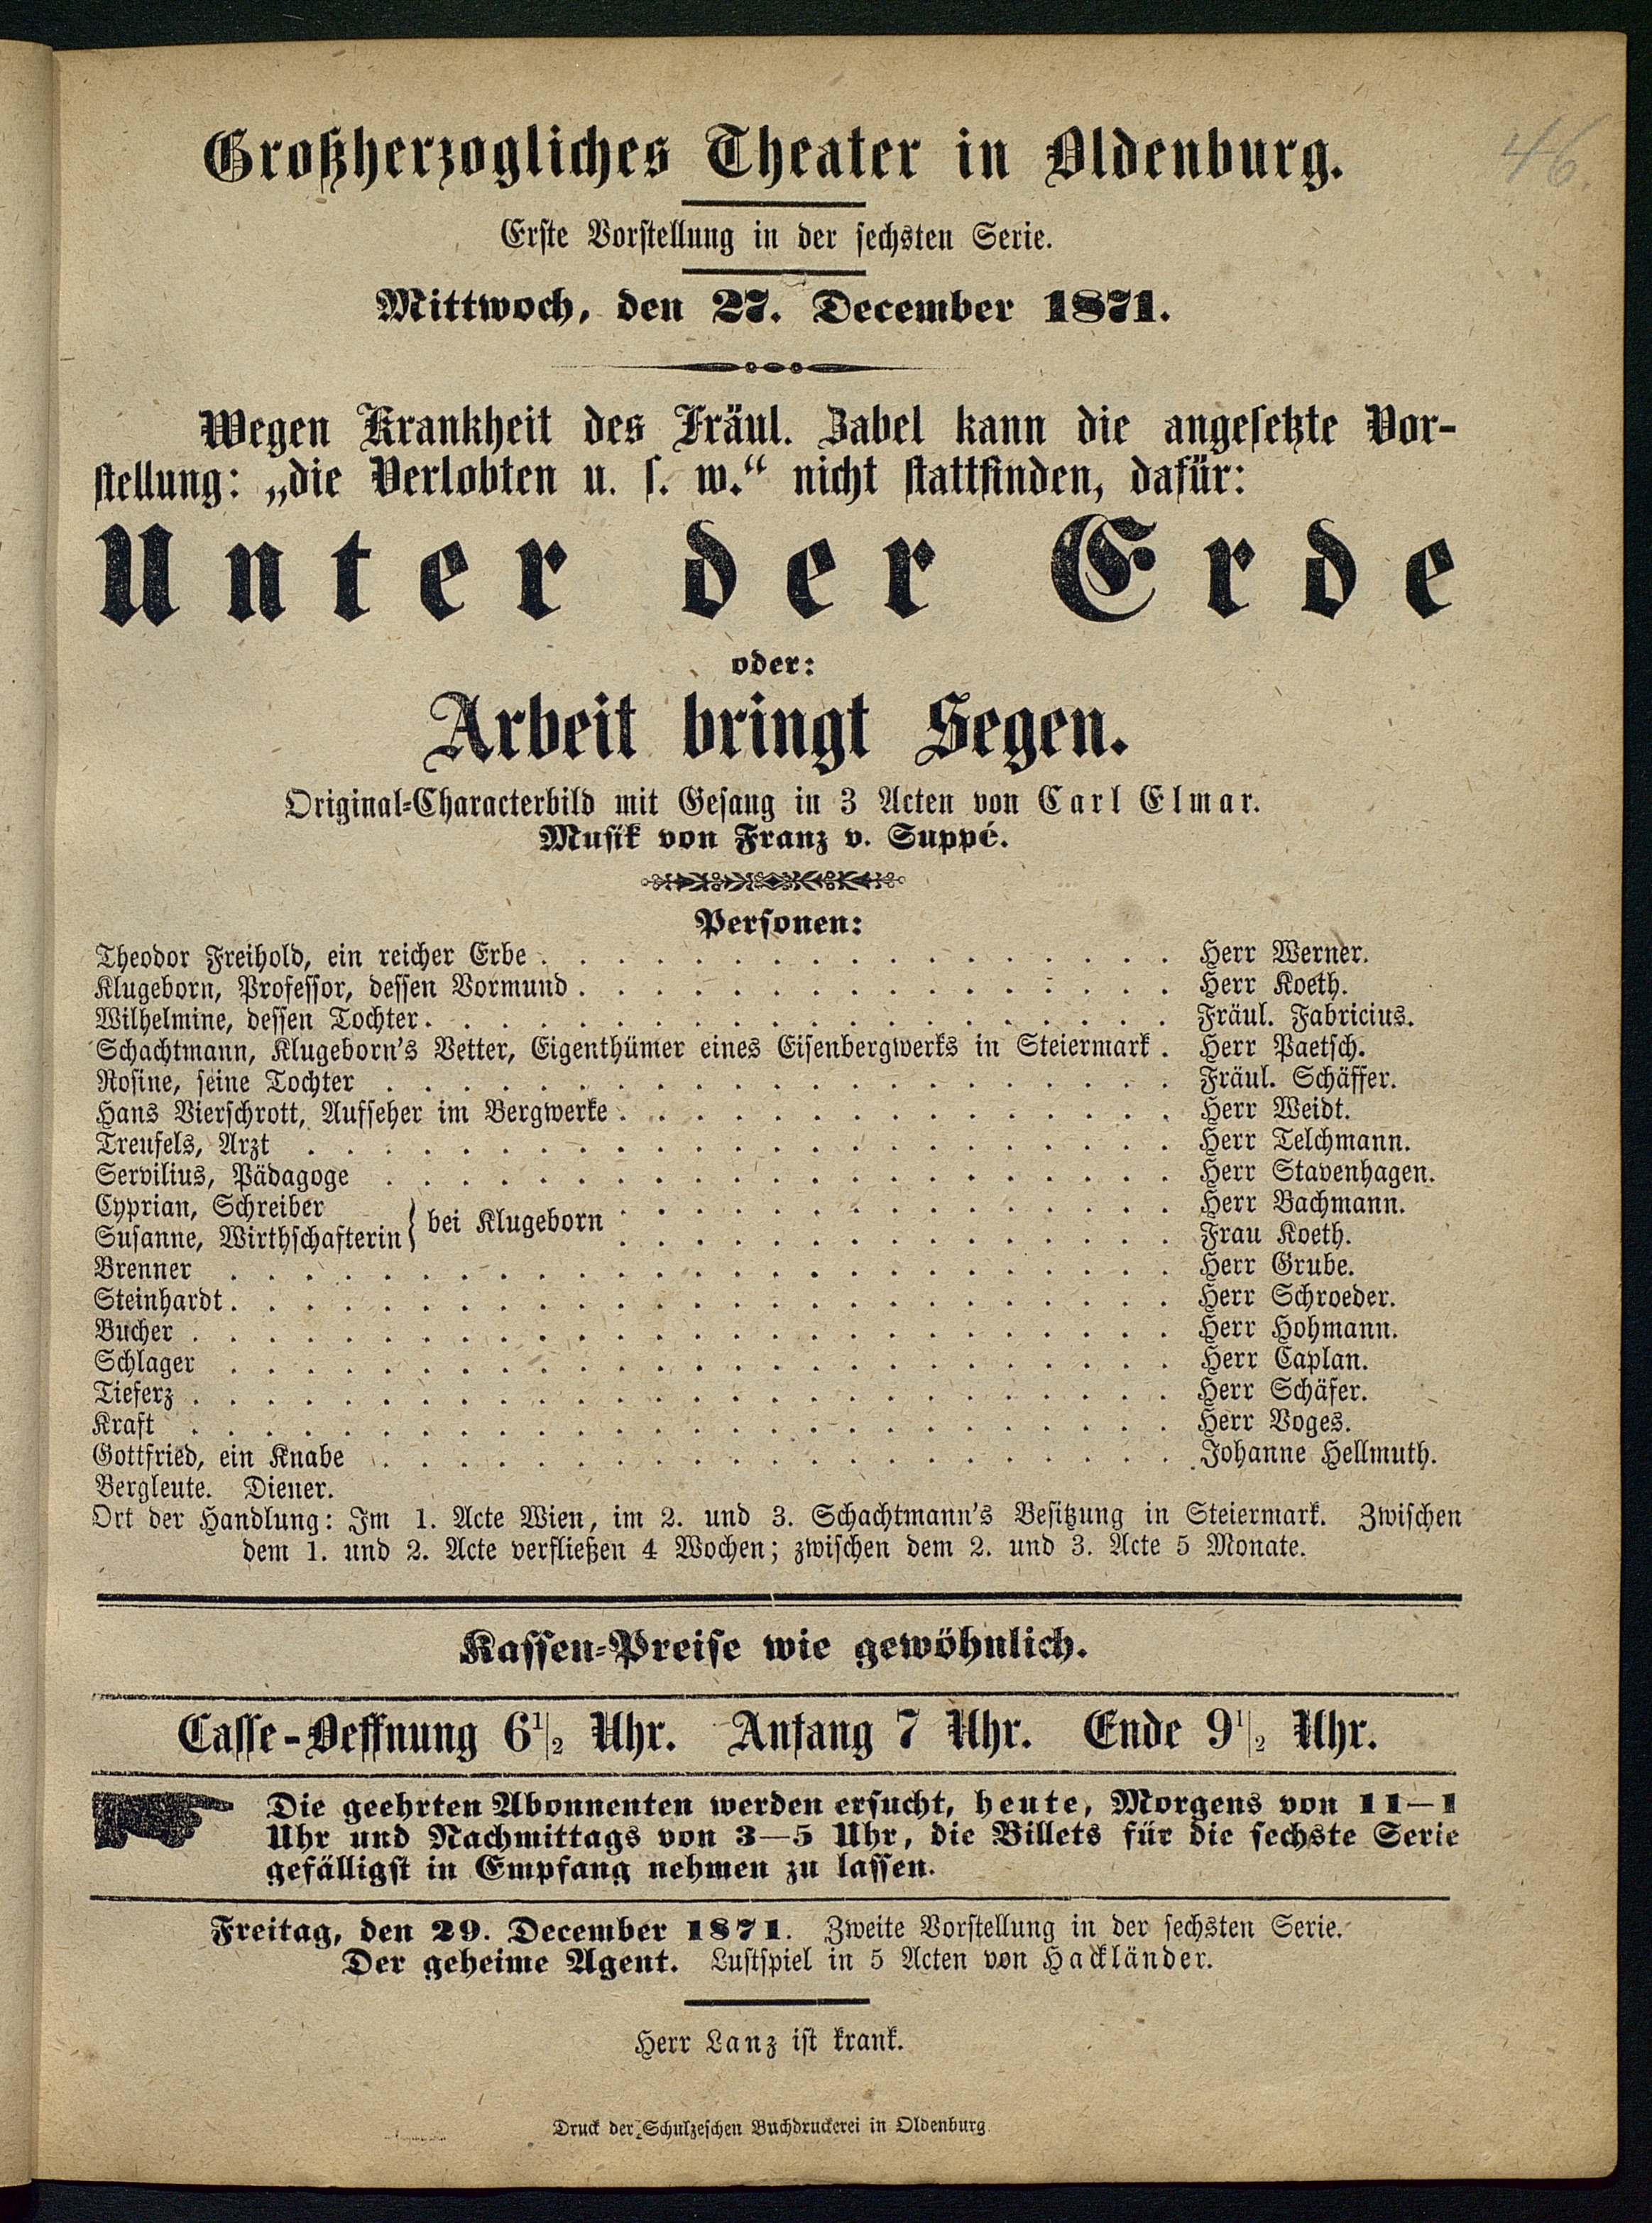 46.
Großherzogliches Theater in Oldenburg.
Erste Vorstellung in der sechsten Serie.
Mittwoch, den 27. December 1871.
Wegen Krankheit des Fräul. Zabel kann die angesetzte Vor-
stellung: „die Verlobten u. s. w.“ nicht stattfinden, dafür:
Unter der Erde
oder:
Arbeit bringt Segen.
Original-Characterbild mit Gesang in 3 Acten von Carl Elmar.
Musik von Franz v. Suppé.
Personen:
Theodor Freihold, ein reicher Erbe . . . . . Herr Werner.
Klugeborn, Professor, dessen Vormund . . . . . Herr Koeth.
Wilhelmine, dessen Tochter . . . . . Fräul. Fabricius.
Schachtmann, Klugeborn's Vetter, Eigenthümer eines Eisenbergwerks in Steiermark . Herr Paetsch.
Rosine, seine Tochter . . . . . Fräul. Schäffer.
Hans Vierschrott, Aufseher im Bergwerke . . . . . Herr Weidt.
Treufels, Arzt . . . . . Herr Telchmann.
Servilius, Pädagoge . . . . . Herr Stavenhagen.
Cyprian, Schreiber } bei Klugeborn . . . . . Herr Bachmann.
Susanne, Wirthschafterin . . . . . Frau Koeth.
Brenner . . . . . Herr Grube.
Steinhardt . . . . . Herr Schroeder.
Bucher . . . . . Herr Hohmann.
Schlager . . . . . Herr Caplan.
Tieferz . . . . . Herr Schäfer.
Kraft . . . . . Herr Voges.
Gottfried, ein Knabe . . . . . Johanne Hellmuth.
Bergleute. Diener.
Ort der Handlung: Im 1. Acte Wien, im 2. und 3. Schachtmann's Besitzung in Steiermark. Zwischen
dem 1. und 2. Acte verfließen 4 Wochen; zwischen dem 2. und 3. Acte 5 Monate.
Kassen-Preise wie gewöhnlich.
Casse-Oeffnung 6½ Uhr. Anfang 7 Uhr. Ende 9½ Uhr.
Die geehrten Abonnenten werden ersucht, heute, Morgens von 11—1
Uhr und Nachmittags von 3—5 Uhr, die Billets für die sechste Serie
gefälligst in Empfang nehmen zu lassen.
Freitag, den 29. December 1871. Zweite Vorstellung in der sechsten Serie.
Der geheime Agent. Lustspiel in 5 Acten von Hackländer.
Herr Lanz ist krank.
Druck der Schulzeschen Buchdruckerei in Oldenburg.